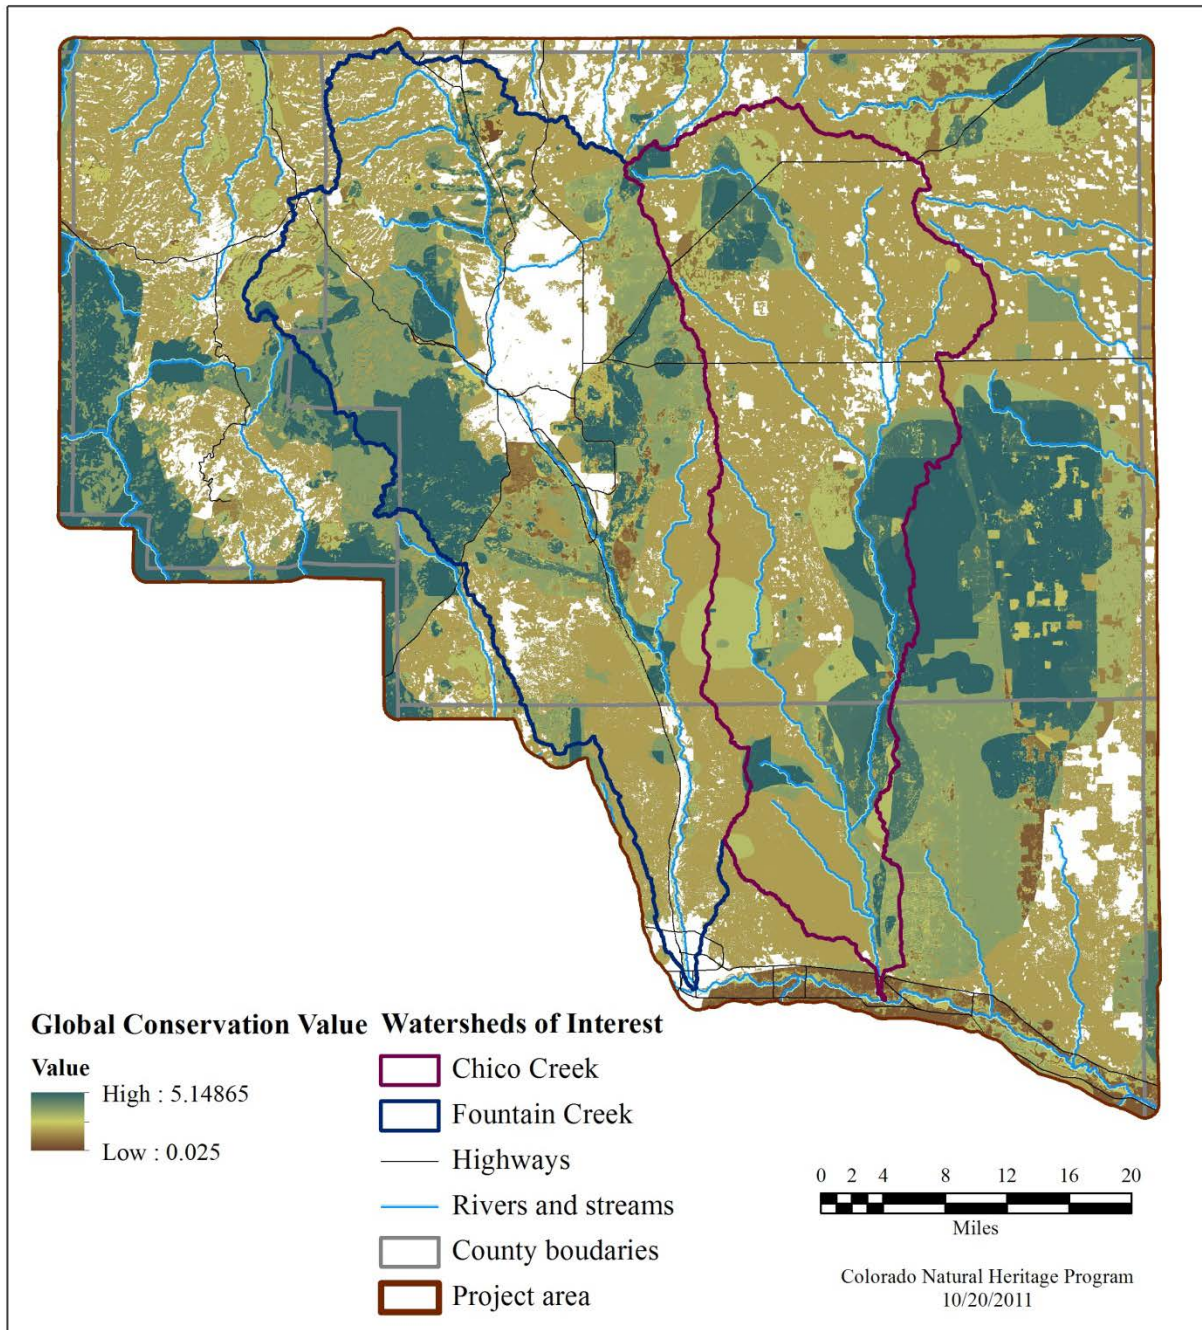 Global Conservation Value
Value
High : 5.14865
Low : 0.025
Watersheds of Interest
Chico Creek
Fountain Creek
Highways
Rivers and streams
County boudaries
Project area
0 2 4 8 12 16 20
Miles
Colorado Natural Heritage Program
10/20/2011